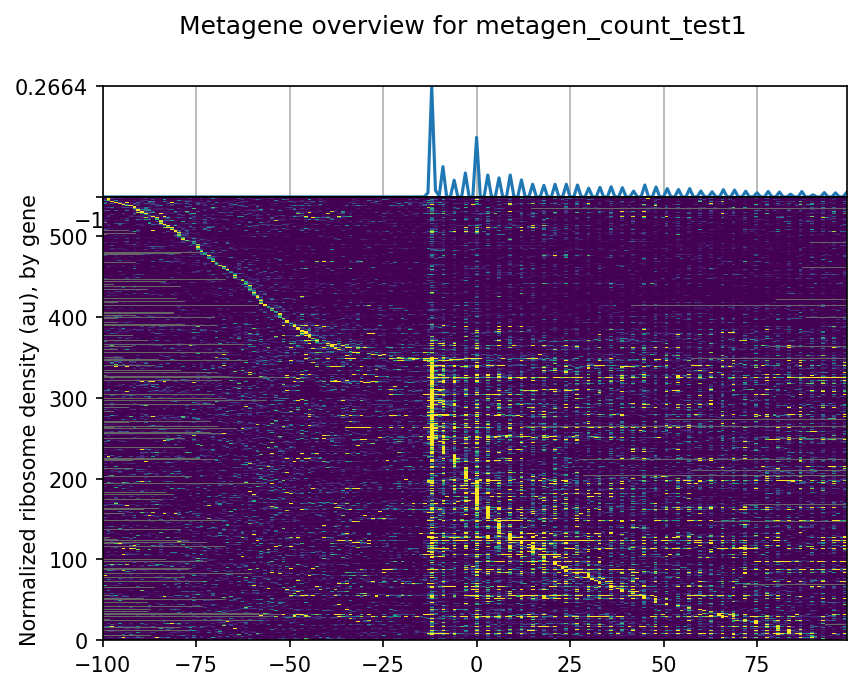 Metagene overview for metagen_count_test1
0.2664
−1
500
400
300
200
100
0
Normalized ribosome density (au), by gene
−100 −75 −50 −25 0 25 50 75